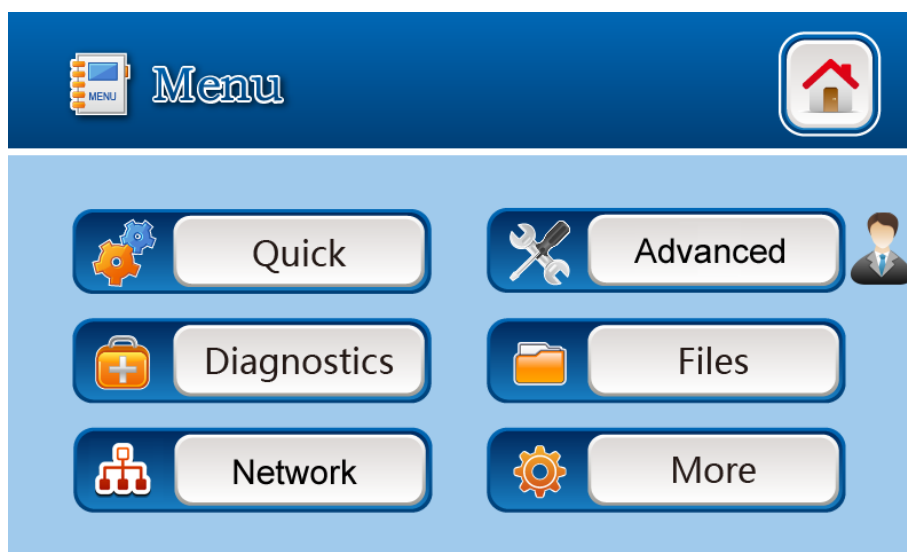 MENU Menu
Quick Advanced
Diagnostics Files
Network More